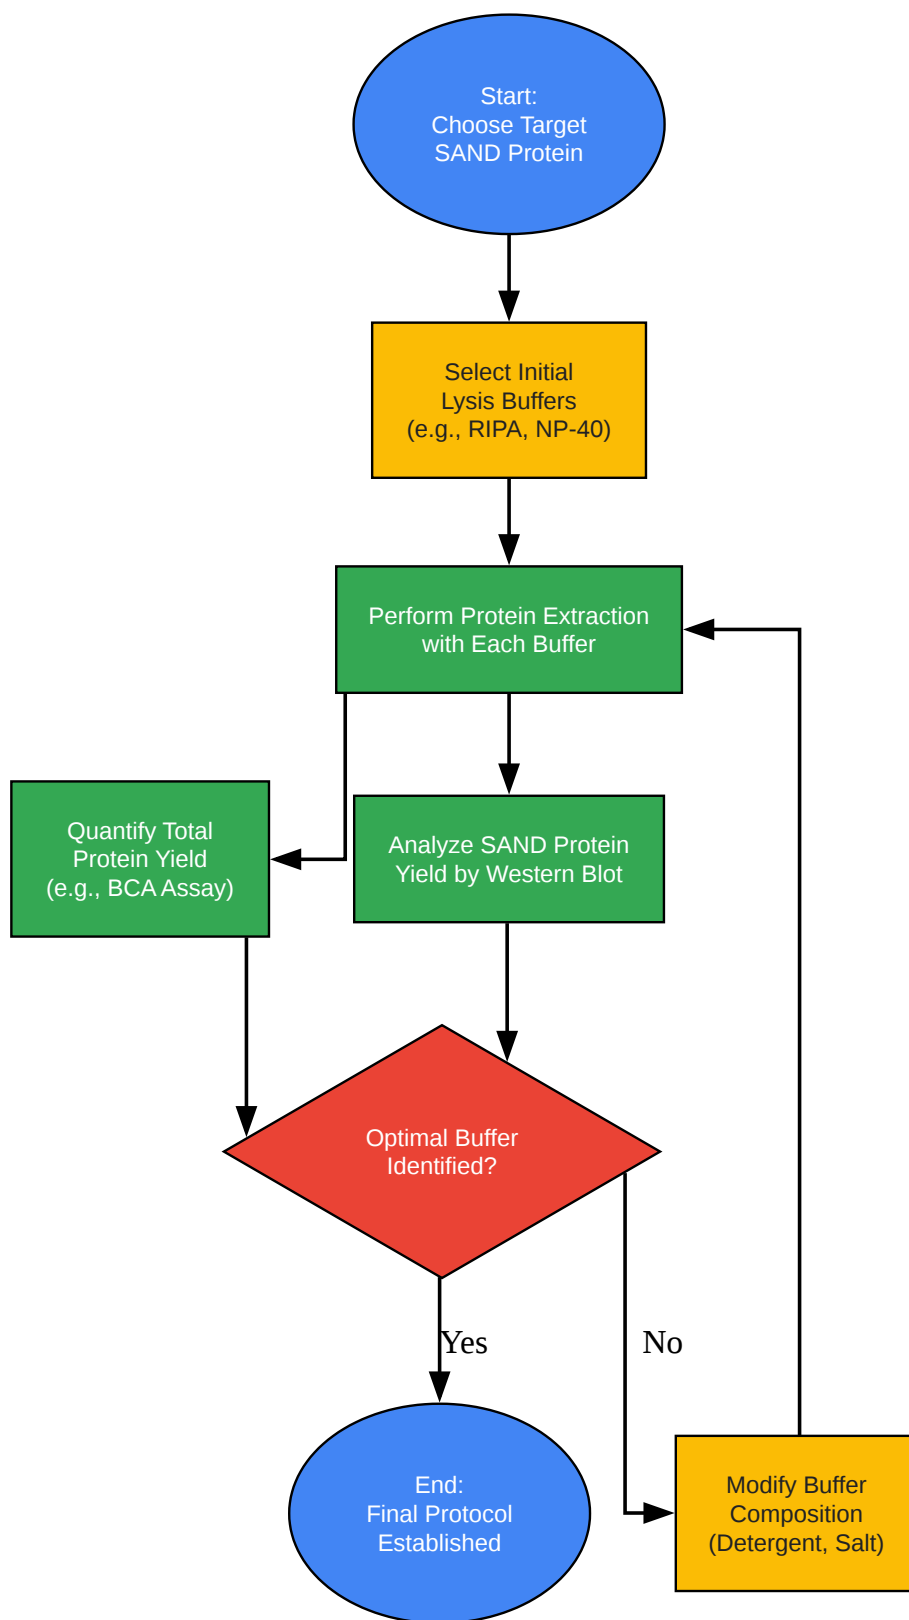 Start:
Choose Target
SAND Protein
Select Initial
Lysis Buffers
(e.g., RIPA, NP-40)
Perform Protein Extraction
with Each Buffer
Quantify Total
Protein Yield
(e.g., BCA Assay)
Analyze SAND Protein
Yield by Western Blot
Optimal Buffer
Identified?
Yes
No
End:
Final Protocol
Established
Modify Buffer
Composition
(Detergent, Salt)